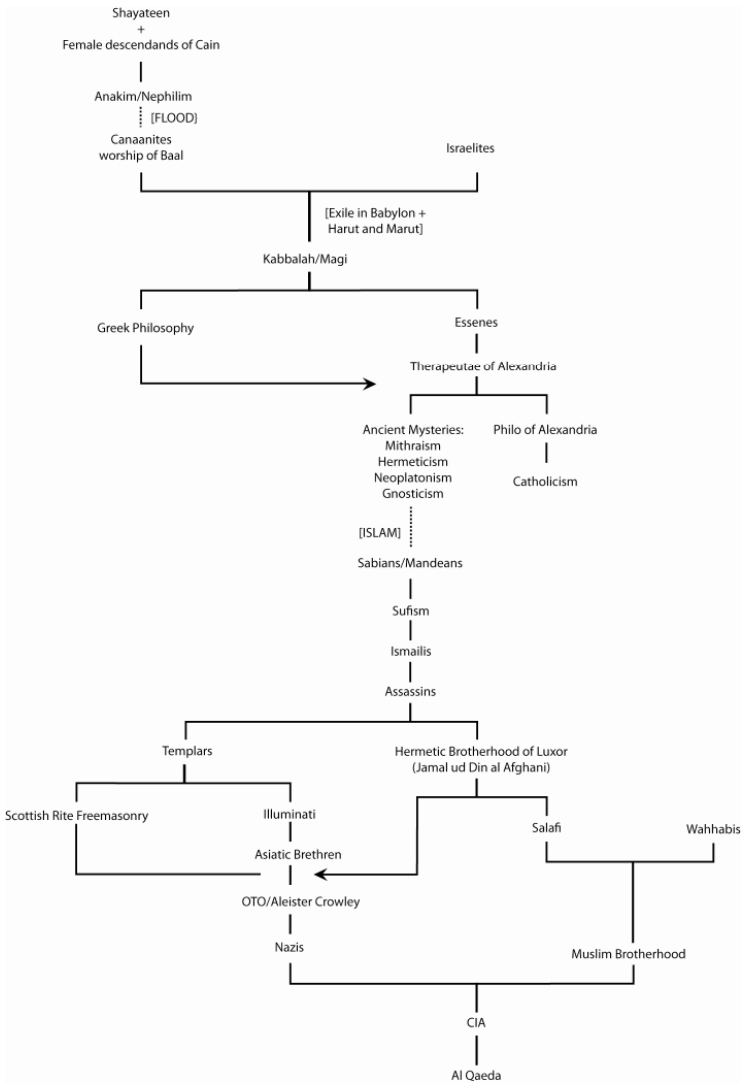 Shayateen
+
Female descendands of Cain
Anakim/Nephilim
[FLOOD}
Canaanites
worship of Baal
Israelites
[Exile in Babylon +
Harut and Marut]
Kabbalah/Magi
Greek Philosophy
Essenes
Therapeutae of Alexandria
Ancient Mysteries:
Mithraism
Hermeticism
Neoplatonism
Gnosticism
Philo of Alexandria
Catholicism
[ISLAM]
Sabians/Mandeans
Sufism
Ismailis
Assassins
Templars
Hermetic Brotherhood of Luxor
(Jamal ud Din al Afghani)
Scottish Rite Freemasonry
Illuminati
Salafi
Wahhabis
Asiatic Brethren
OTO/Aleister Crowley
Nazis
Muslim Brotherhood
CIA
Al Qaeda